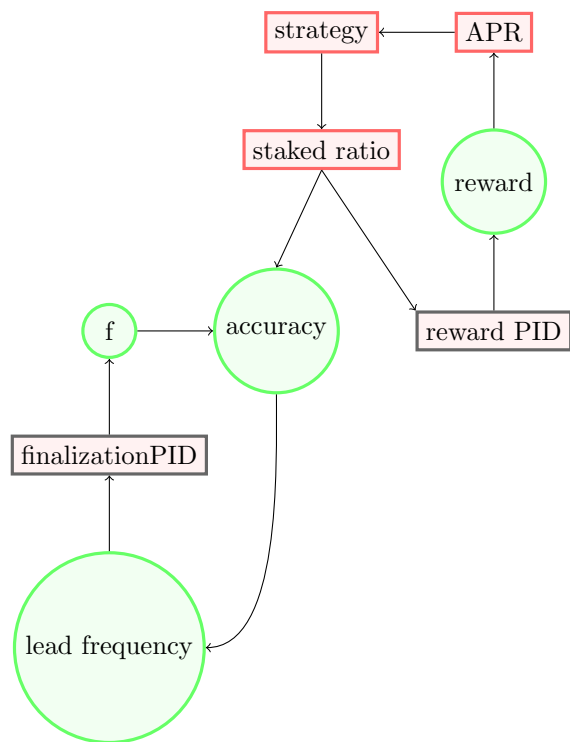 strategy
APR
staked ratio
reward
f
accuracy
reward PID
finalizationPID
lead frequency